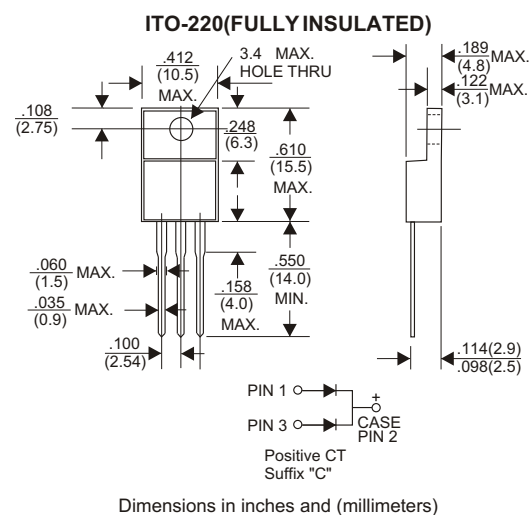 ITO-220(FULLY INSULATED)
.412
(10.5)
MAX.
3.4 MAX.
HOLE THRU
.189
(4.8) MAX.
.122
(3.1) MAX.
.108
(2.75)
.248
(6.3)
.610
(15.5)
MAX.
.060
(1.5) MAX.
.035
(0.9) MAX.
.158
(4.0)
MAX.
.550
(14.0)
MIN.
.100
(2.54)
.114(2.9)
.098(2.5)
PIN 1
PIN 3
+
CASE
PIN 2
Positive CT
Suffix "C"
Dimensions in inches and (millimeters)